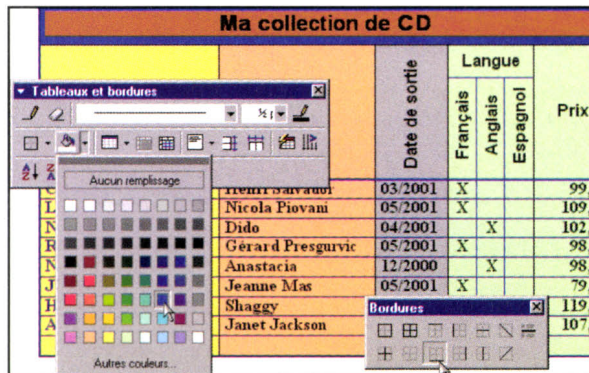 Ma collection de CD
Langue
Date de sortie
Français
Anglais
Espagnol
Prix
Tableaux et bordures
½
Aucun remplissage
Autres couleurs...
Henri Salvador 03/2001 X 99,
L Nicola Piovani 05/2001 X 109,
N Dido 04/2001 X 102,
R Gérard Presgurvic 05/2001 X 98,
N Anastacia 12/2000 X 98,
J Jeanne Mas 05/2001 X 79,
H Shaggy 119,
A Janet Jackson 107,
Bordures